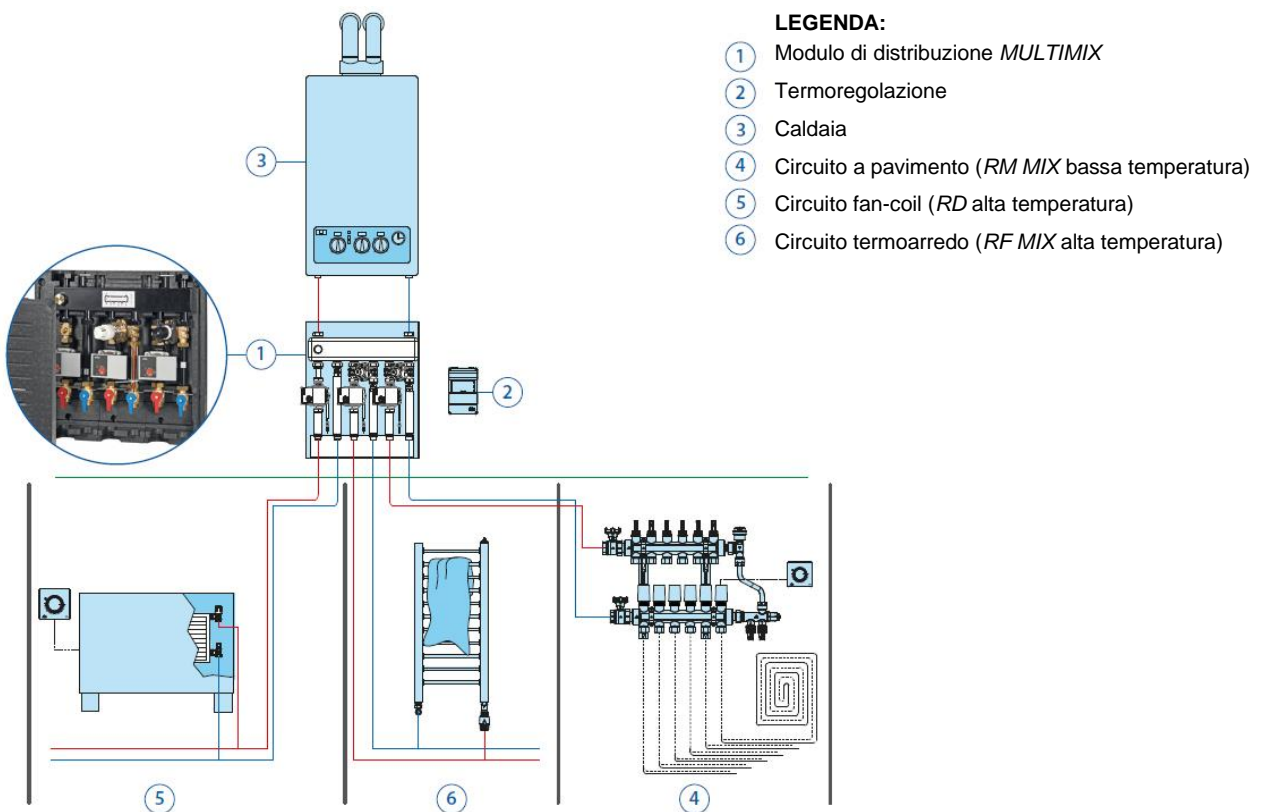 LEGENDA:
1 Modulo di distribuzione MULTIMIX
2 Termoregolazione
3 Caldaia
4 Circuito a pavimento (RM MIX bassa temperatura)
5 Circuito fan-coil (RD alta temperatura)
6 Circuito termoarredo (RF MIX alta temperatura)
3
1
2
5
6
4